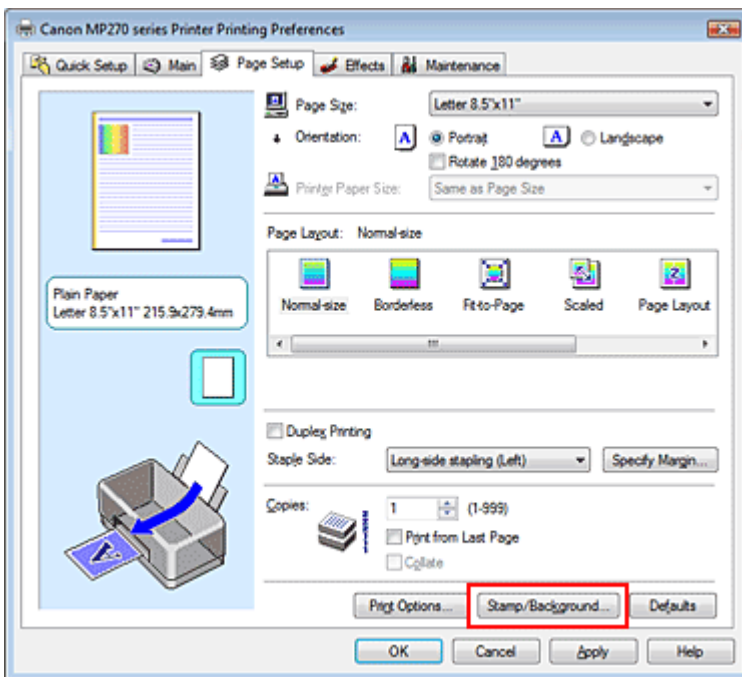 Canon MP270 series Printer Printing Preferences
Quick Setup Main Page Setup Effects Maintenance
Page Size: Letter 8.5"x11"
Orientation: A Portrait A Landscape
Rotate 180 degrees
Printer Paper Size: Same as Page Size
Page Layout: Normal-size
Plain Paper
Letter 8.5"x11" 215.9x279.4mm
Normal-size Borderless Fit-to-Page Scaled Page Layout
Duplex Printing
Staple Side: Long-side stapling (Left) Specify Margin...
Copies: 1 (1-999)
Print from Last Page
Collate
Print Options... Stamp/Background... Defaults
OK Cancel Apply Help